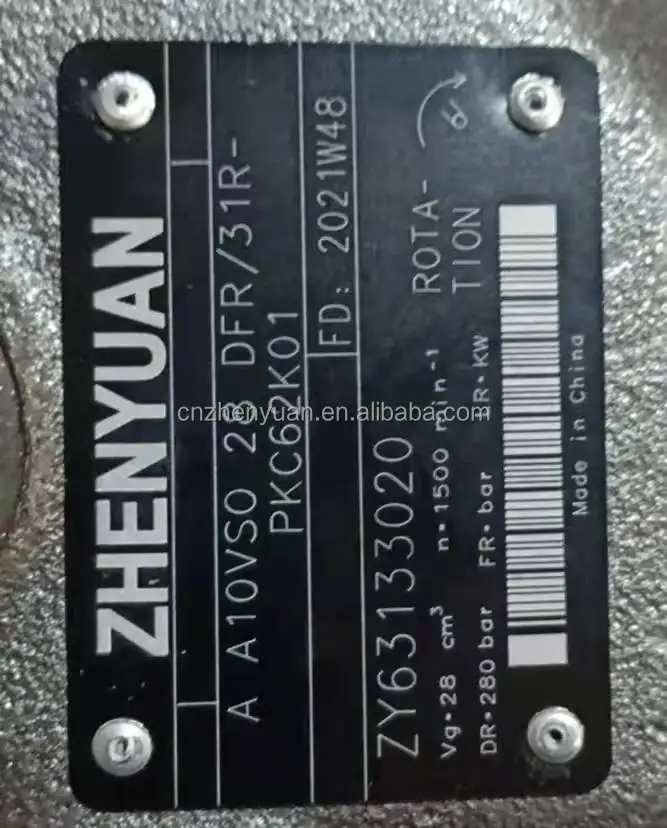 ZHENYUAN
A A10VSO 28 DFR/31R-
PKC62K01
FD: 2021W48
ZY63133020
ROTA-
TION
Vg=28 cm³ n=1500 min-1
DR=280 bar FR= bar PR= KW
Made in China
cnzhenyuan.en.alibaba.com